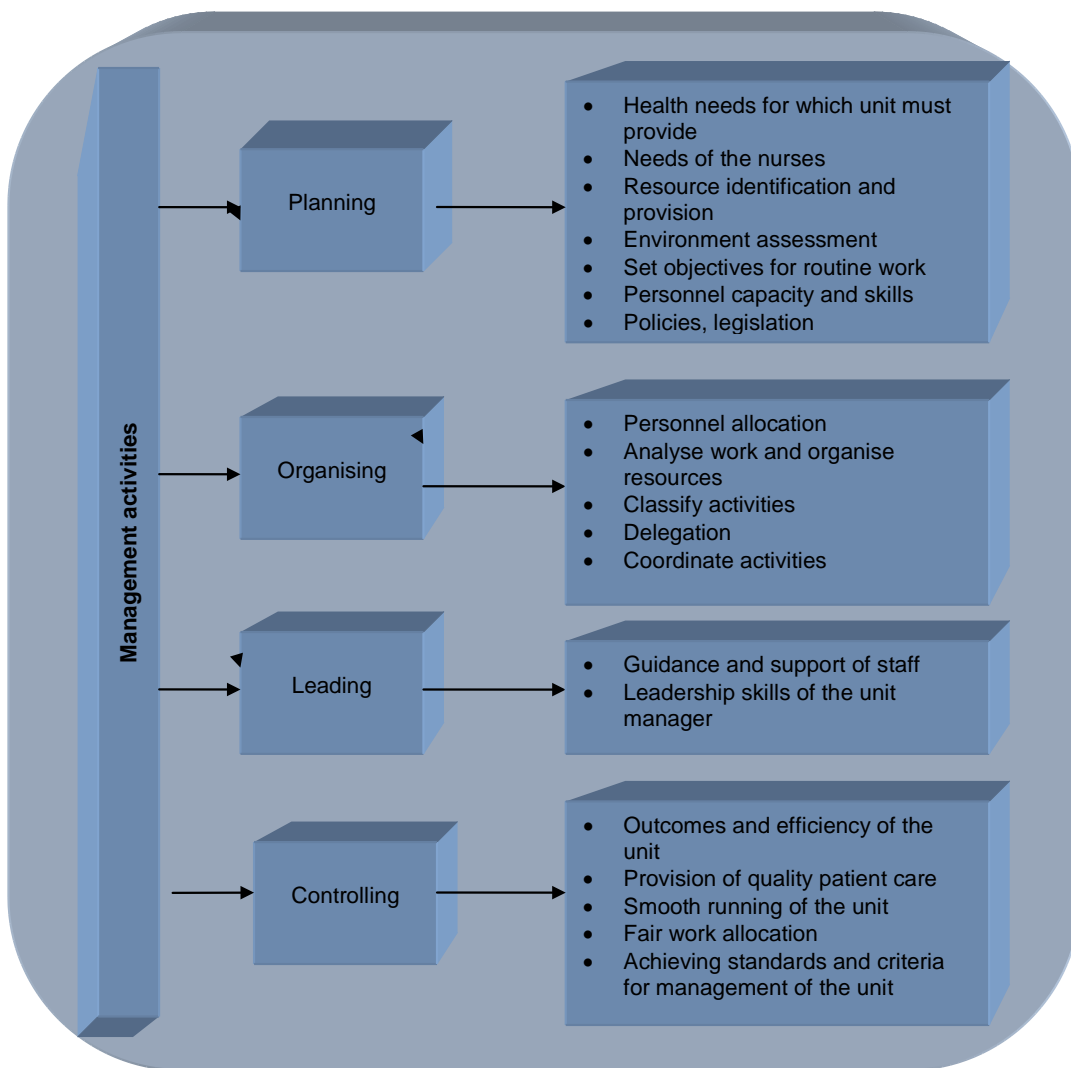 Management activities
Planning
• Health needs for which unit must
provide
• Needs of the nurses
• Resource identification and
provision
• Environment assessment
• Set objectives for routine work
• Personnel capacity and skills
• Policies, legislation
Organising
• Personnel allocation
• Analyse work and organise
resources
• Classify activities
• Delegation
• Coordinate activities
Leading
• Guidance and support of staff
• Leadership skills of the unit
manager
Controlling
• Outcomes and efficiency of the
unit
• Provision of quality patient care
• Smooth running of the unit
• Fair work allocation
• Achieving standards and criteria
for management of the unit